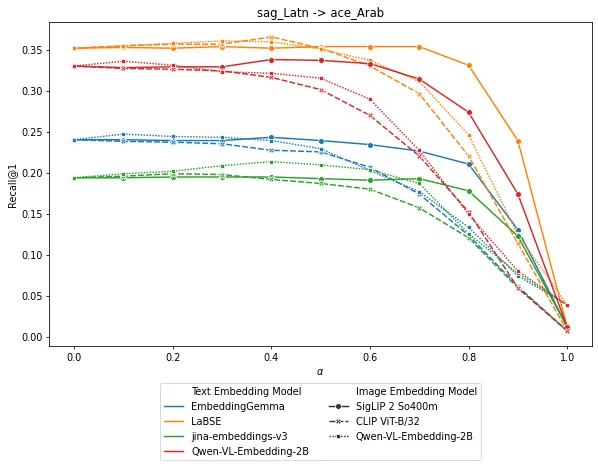 sag_Latn -> ace_Arab
Recall@1
0.35
0.30
0.25
0.20
0.15
0.10
0.05
0.00
0.0 0.2 0.4 0.6 0.8 1.0
α
Text Embedding Model Image Embedding Model
EmbeddingGemma SigLIP 2 So400m
LaBSE CLIP ViT-B/32
jina-embeddings-v3 Qwen-VL-Embedding-2B
Qwen-VL-Embedding-2B